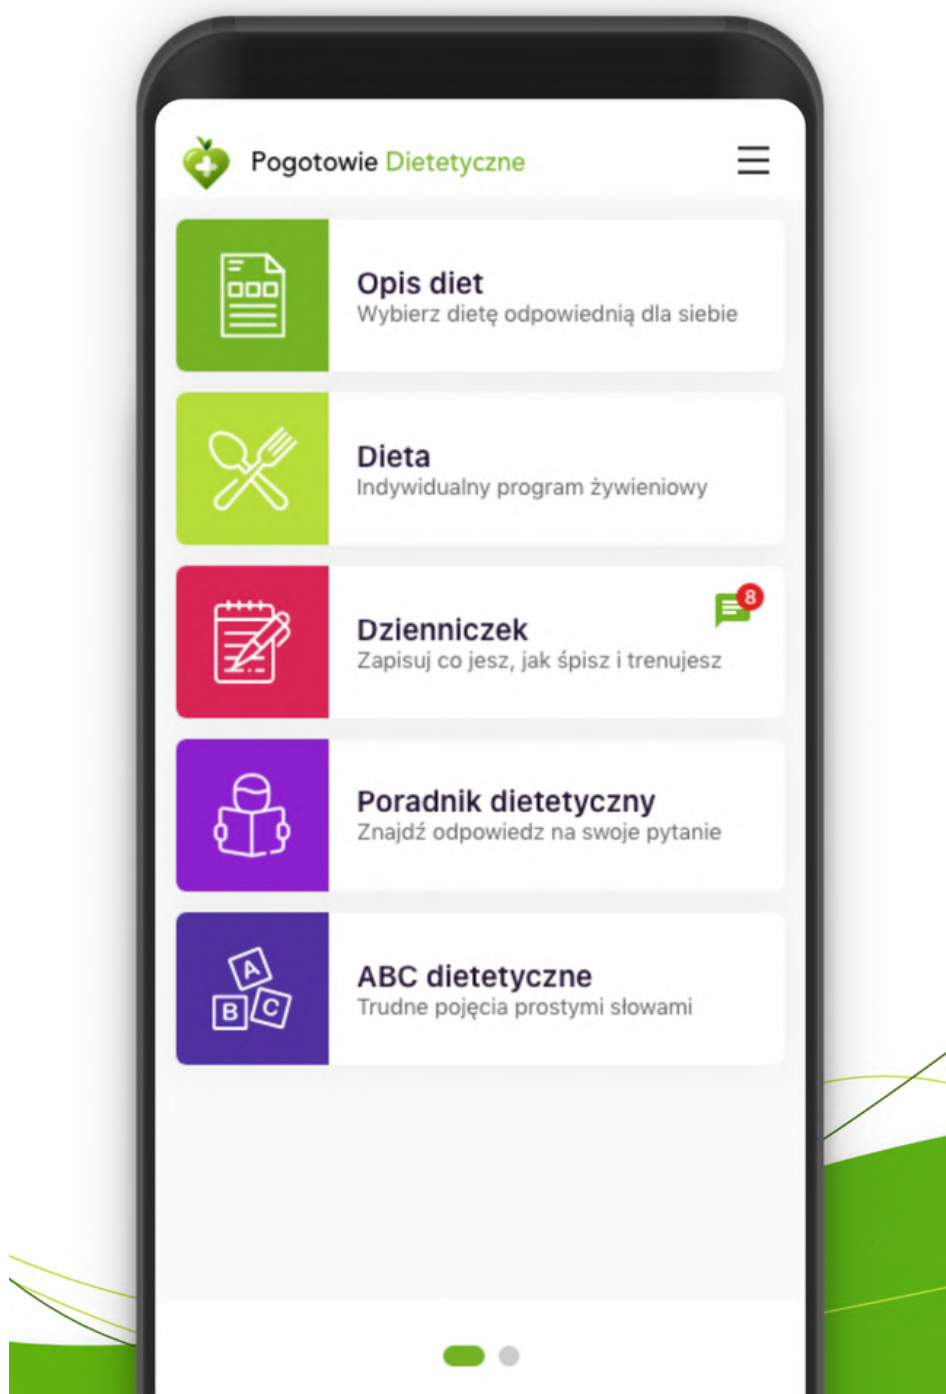 Pogotowie Dietetyczne
Opis diet
Wybierz dietę odpowiednią dla siebie
Dieta
Indywidualny program żywieniowy
8
Dzienniczek
Zapisuj co jesz, jak śpisz i trenujesz
Poradnik dietetyczny
Znajdź odpowiedz na swoje pytanie
A
B C
ABC dietetyczne
Trudne pojęcia prostymi słowami